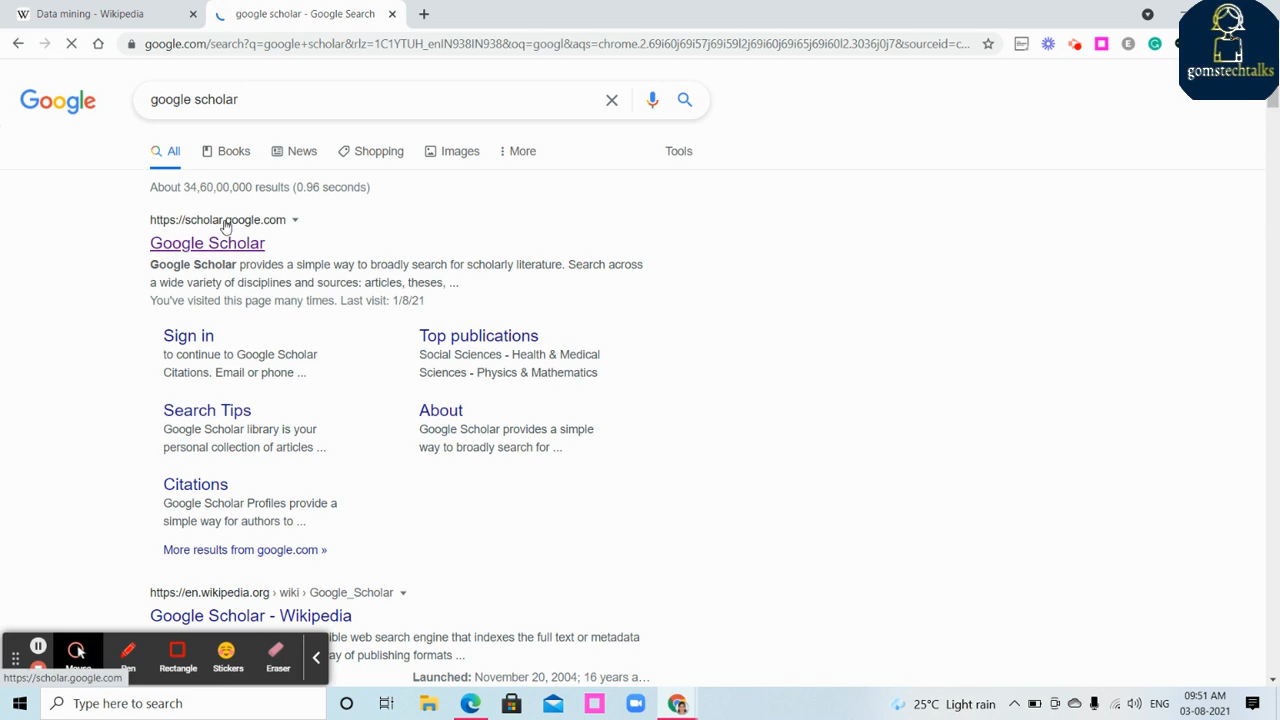 Data mining - Wikipedia
google scholar - Google Search
google.com/search?q=google+scholar&rlz=1C1YTUH_enIN938IN938&oq=googl&aqs=chrome.2.69i60j69i57j69i59l2j69i60j69i65j69i60l2.3036j0j7&sourceid=c...
gomstechtalks
Google
google scholar
All
Books
News
Shopping
Images
More
Tools
About 34,60,00,000 results (0.96 seconds)
https://scholar.google.com
Google Scholar
Google Scholar provides a simple way to broadly search for scholarly literature. Search across
a wide variety of disciplines and sources: articles, theses, ...
You've visited this page many times. Last visit: 1/8/21
Sign in
to continue to Google Scholar
Citations. Email or phone ...
Top publications
Social Sciences - Health & Medical
Sciences - Physics & Mathematics
Search Tips
Google Scholar library is your
personal collection of articles ...
About
Google Scholar provides a simple
way to broadly search for ...
Citations
Google Scholar Profiles provide a
simple way for authors to ...
More results from google.com »
https://en.wikipedia.org › wiki › Google_Scholar
Google Scholar - Wikipedia
ible web search engine that indexes the full text or metadata
ay of publishing formats ...
Launched: November 20, 2004; 16 years a...
Mouse
Pen
Rectangle
Stickers
Eraser
https://scholar.google.com
Type here to search
25°C Light rain
ENG
09:51 AM
03-08-2021